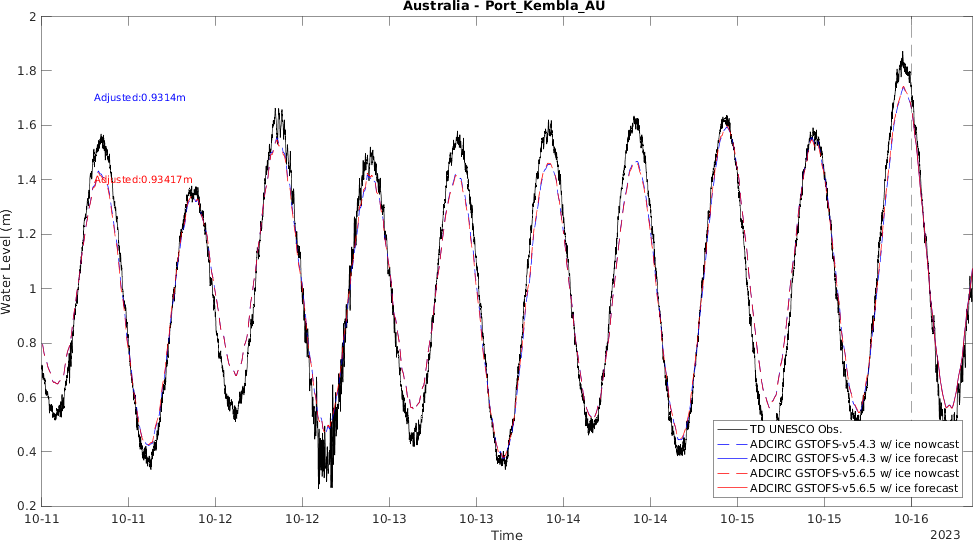 Australia - Port_Kembla_AU
2
1.8
1.6
1.4
1.2
1
0.8
0.6
0.4
0.2
Water Level (m)
Adjusted:0.9314m
Adjusted:0.93417m
TD UNESCO Obs.
ADCIRC GSTOFS-v5.4.3 w/ ice nowcast
ADCIRC GSTOFS-v5.4.3 w/ ice forecast
ADCIRC GSTOFS-v5.6.5 w/ ice nowcast
ADCIRC GSTOFS-v5.6.5 w/ ice forecast
10-11 10-11 10-12 10-12 10-13 10-13 10-14 10-14 10-15 10-15 10-16
Time
2023